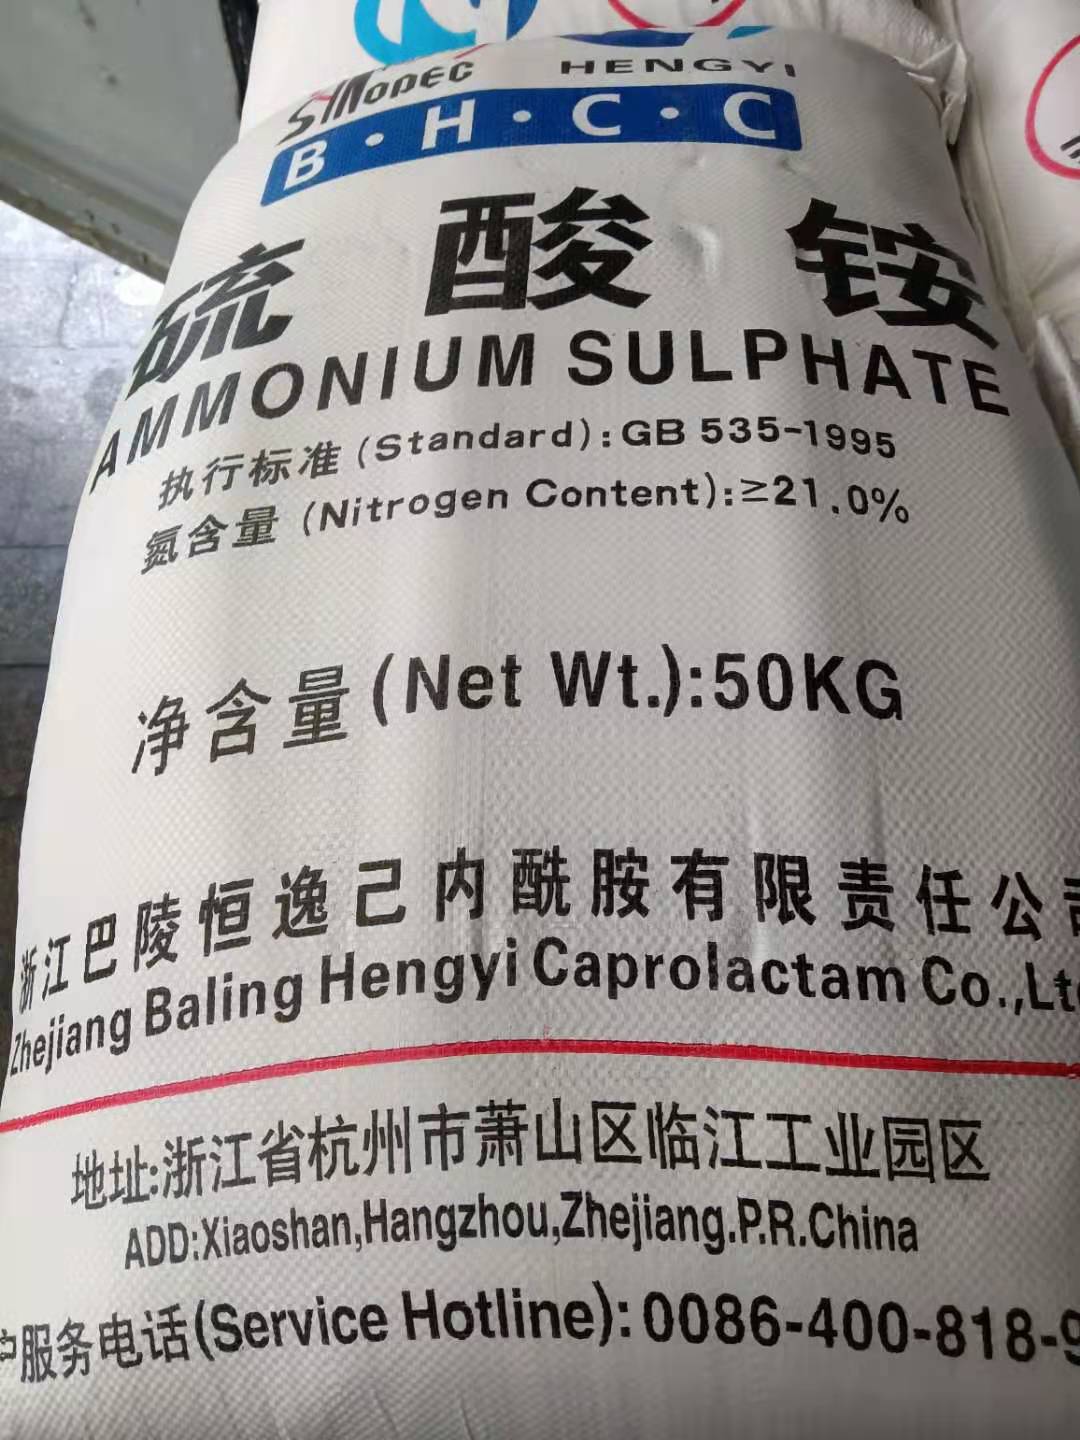 SINOPEC HENGYI
B·H·C·C
硫酸铵
AMMONIUM SULPHATE
执行标准(Standard):GB 535-1995
氮含量(Nitrogen Content):≥21.0%
净含量(Net Wt.):50KG
浙江巴陵恒逸己内酰胺有限责任公司
Zhejiang Baling Hengyi Caprolactam Co.,Ltd
地址:浙江省杭州市萧山区临江工业园区
ADD:Xiaoshan,Hangzhou,Zhejiang.P.R.China
户服务电话(Service Hotline):0086-400-818-9